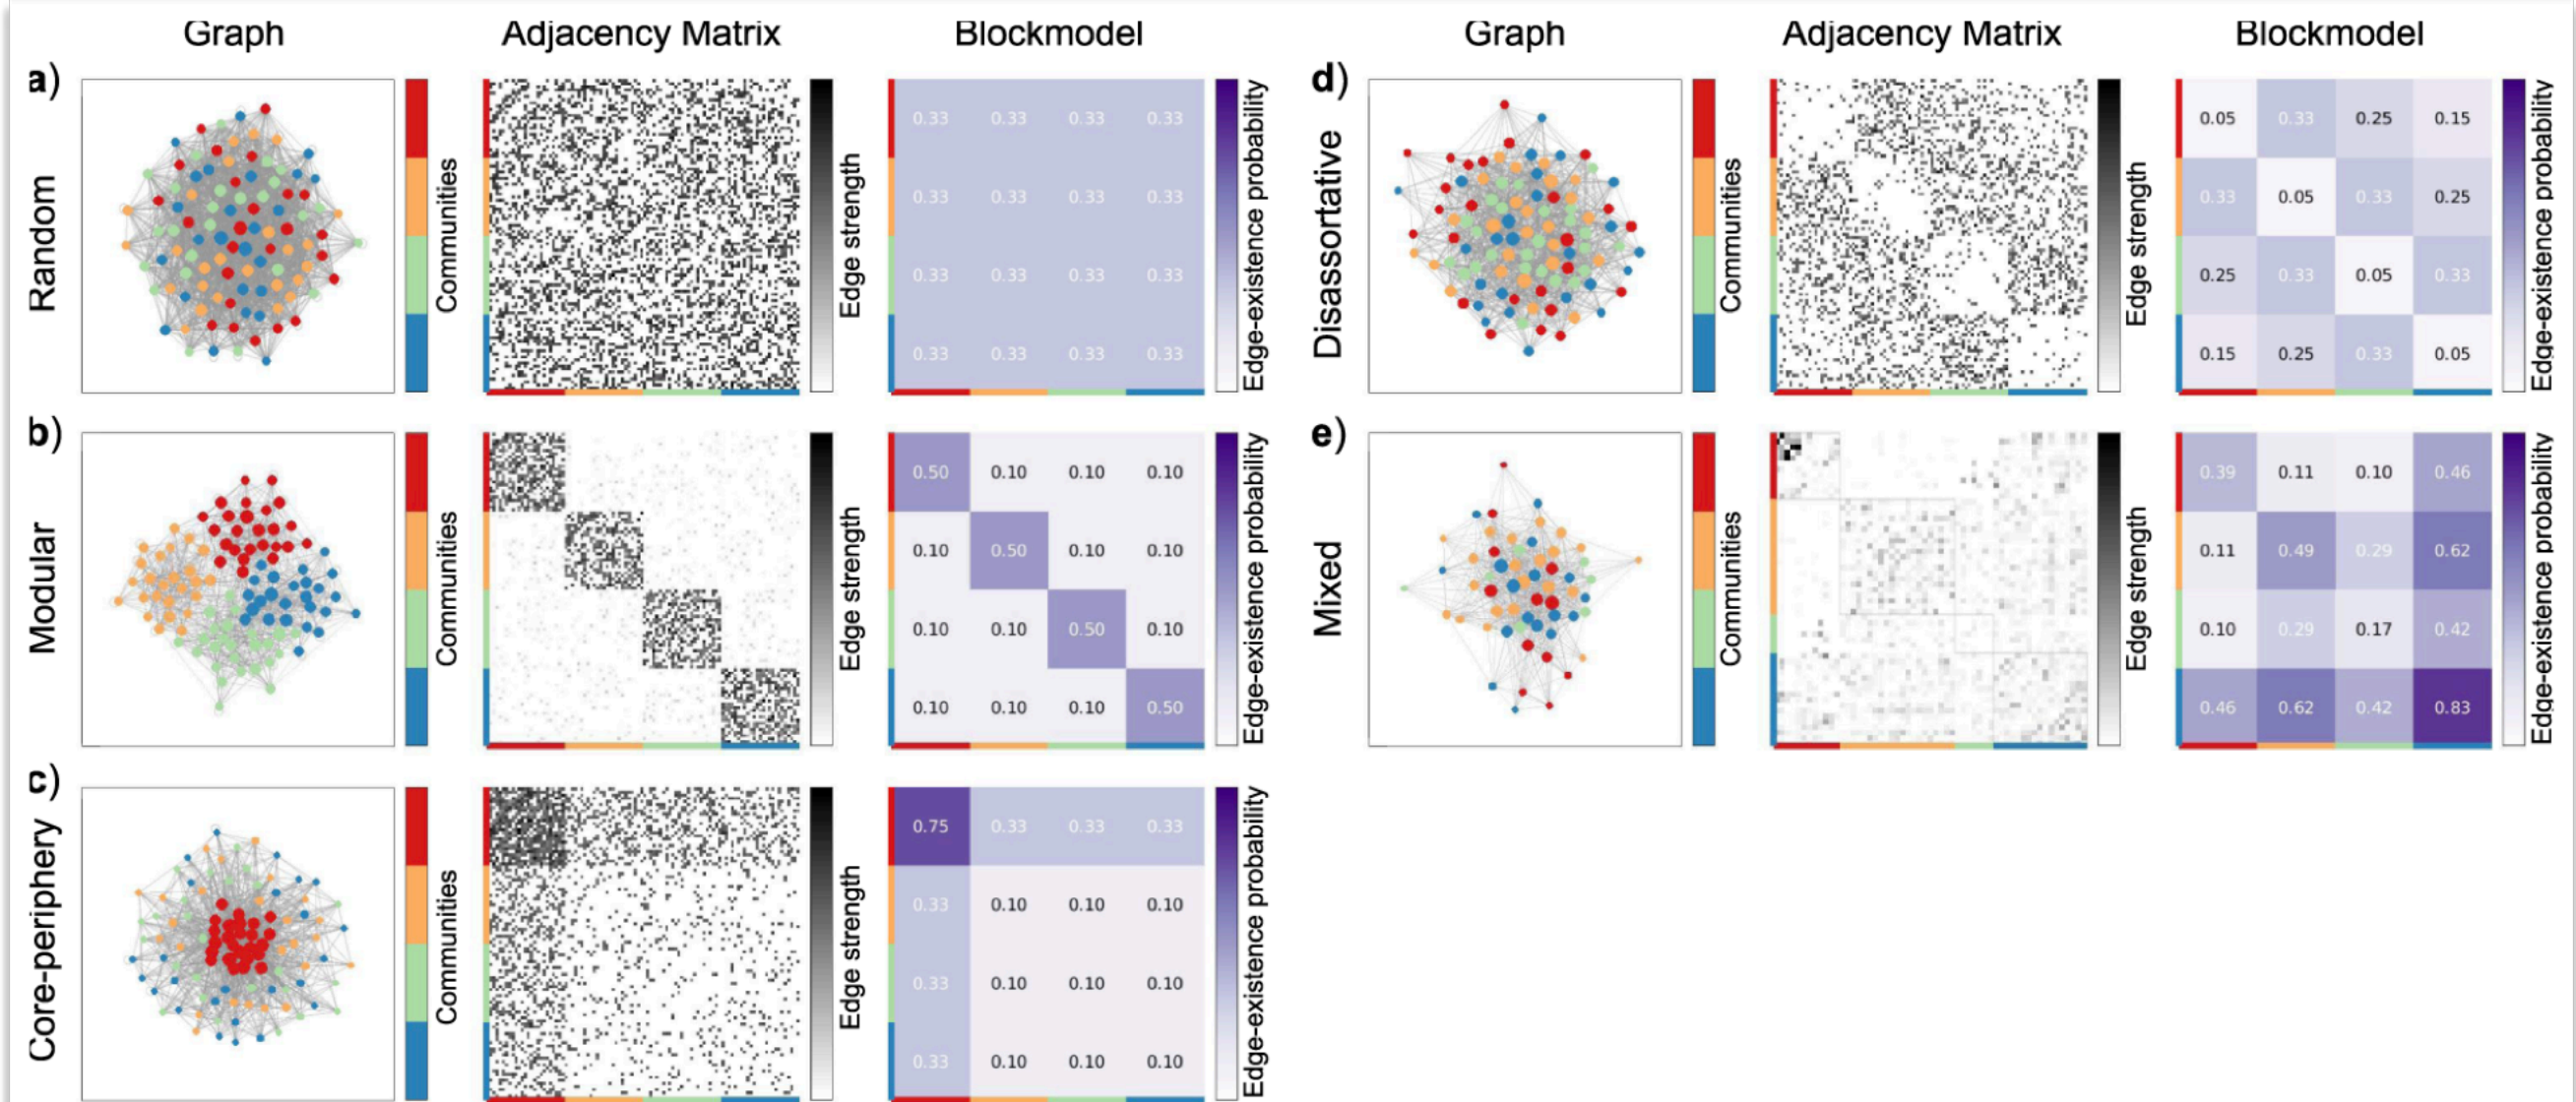 Graph
Adjacency Matrix
Blockmodel
Graph
Adjacency Matrix
Blockmodel
a)
Random
Communities
Edge strength
0.33 0.33 0.33 0.33
0.33 0.33 0.33 0.33
0.33 0.33 0.33 0.33
0.33 0.33 0.33 0.33
Edge-existence probability
b)
Modular
Communities
Edge strength
0.50 0.10 0.10 0.10
0.10 0.50 0.10 0.10
0.10 0.10 0.50 0.10
0.10 0.10 0.10 0.50
Edge-existence probability
c)
Core-periphery
Communities
Edge strength
0.75 0.33 0.33 0.33
0.33 0.10 0.10 0.10
0.33 0.10 0.10 0.10
0.33 0.10 0.10 0.10
Edge-existence probability
d)
Disassortative
Communities
Edge strength
0.05 0.33 0.25 0.15
0.33 0.05 0.33 0.25
0.25 0.33 0.05 0.33
0.15 0.25 0.33 0.05
Edge-existence probability
e)
Mixed
Communities
Edge strength
0.39 0.11 0.10 0.46
0.11 0.49 0.29 0.62
0.10 0.29 0.17 0.42
0.46 0.62 0.42 0.83
Edge-existence probability